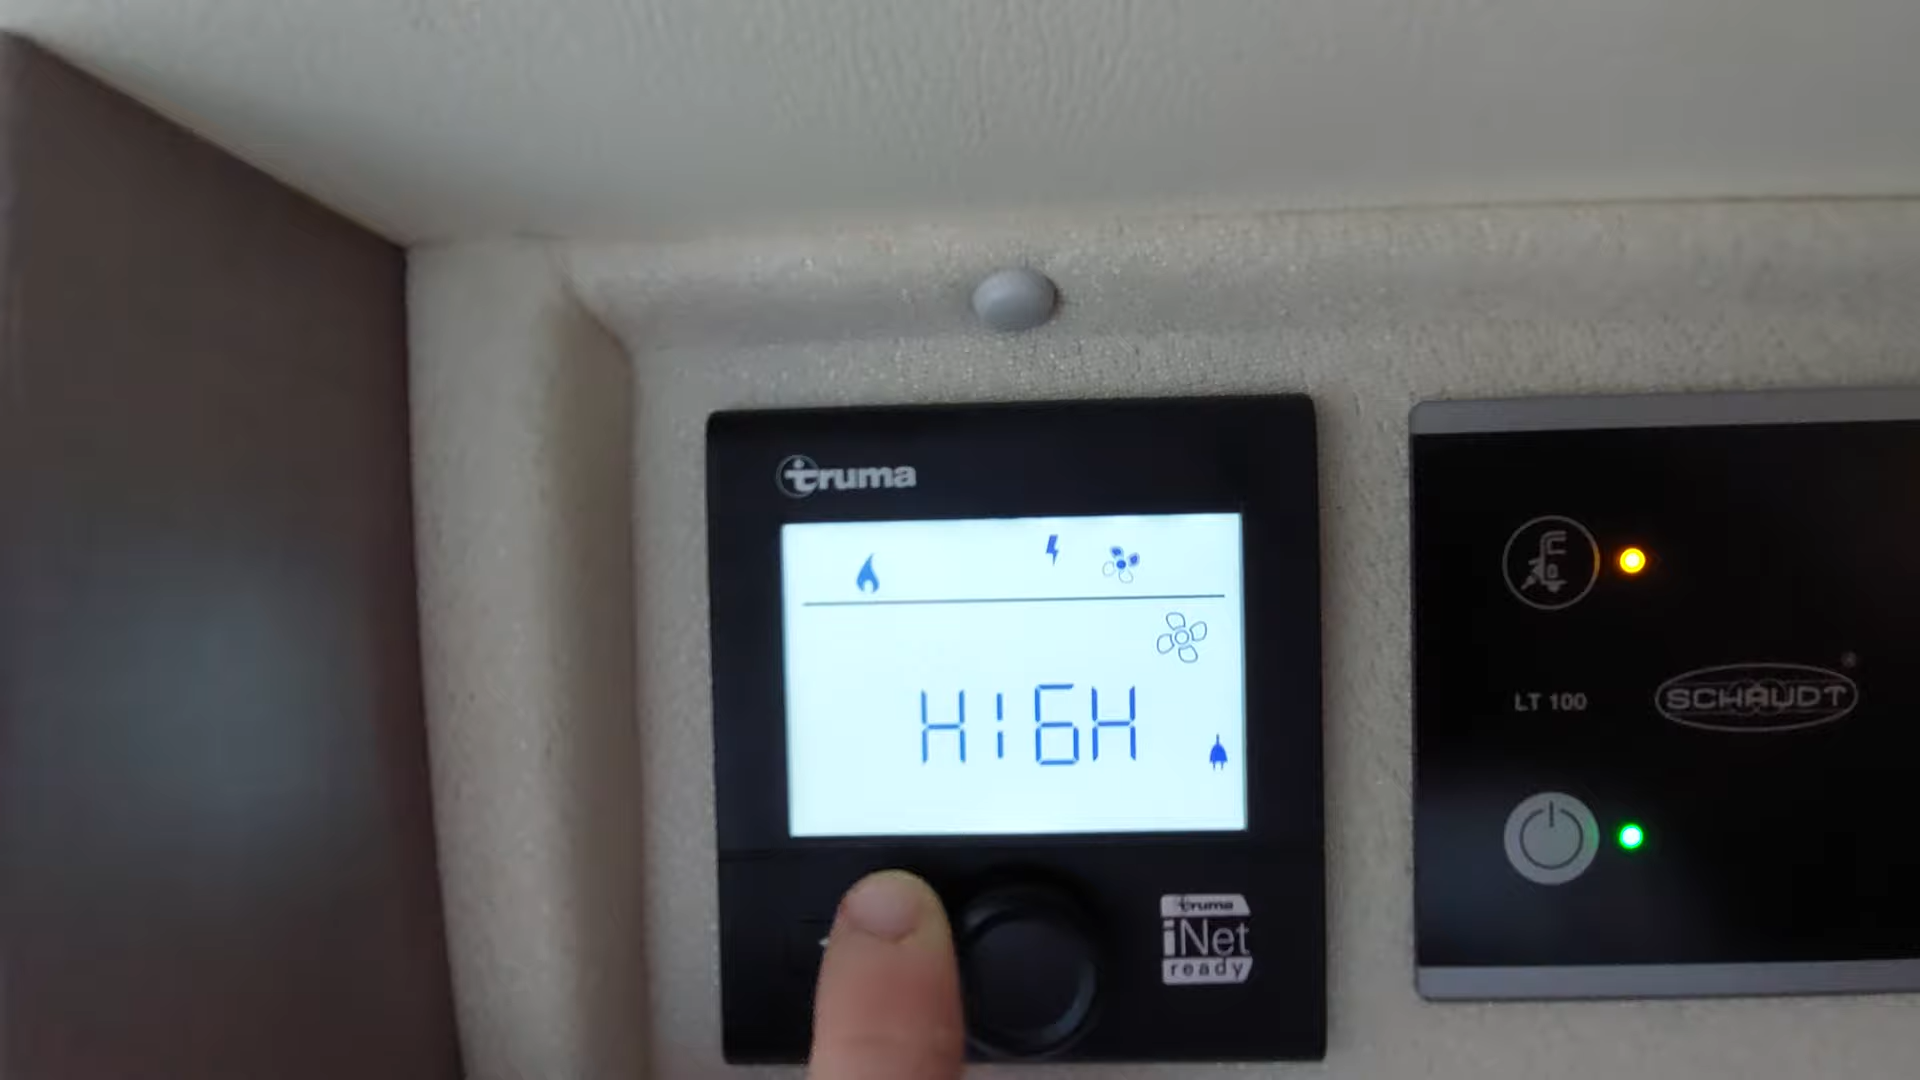 truma
HIGH
truma
iNet
ready
LT 100
SCHAUDT®